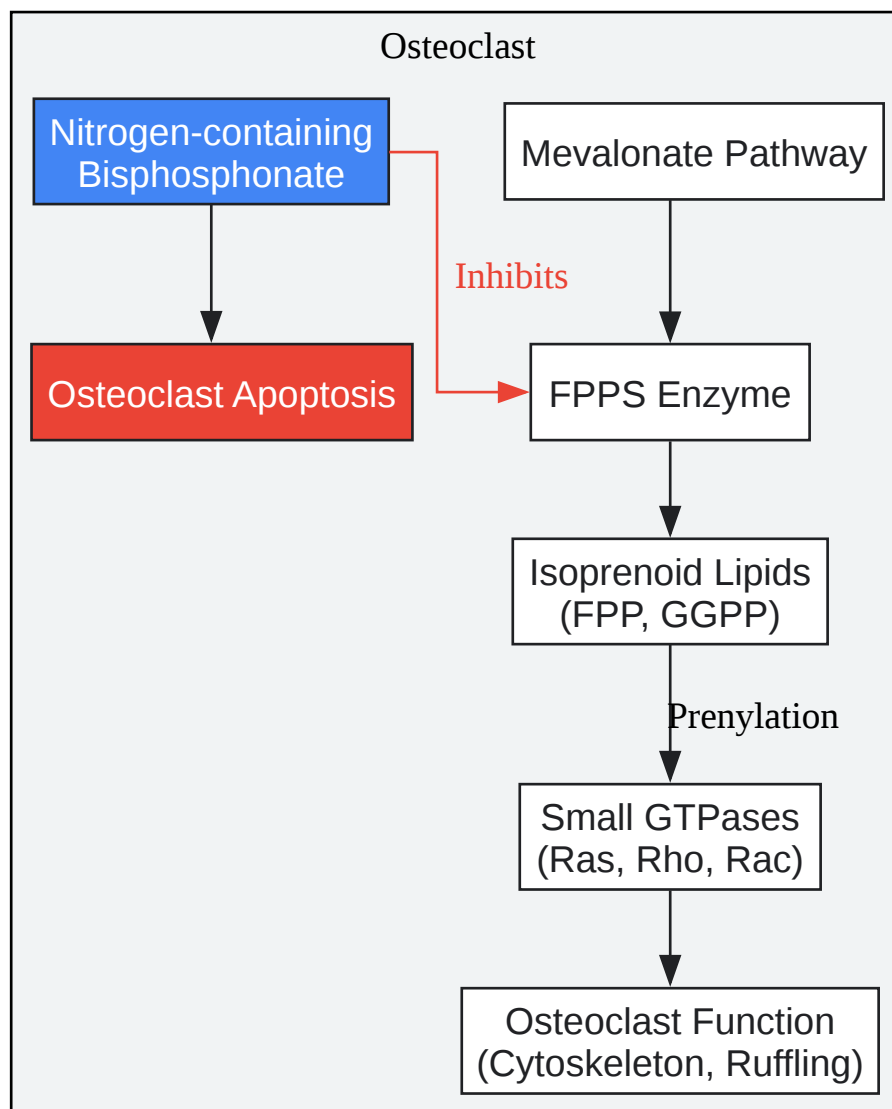 Osteoclast
Nitrogen-containing
Bisphosphonate
Mevalonate Pathway
Inhibits
Osteoclast Apoptosis
FPPS Enzyme
Isoprenoid Lipids
(FPP, GGPP)
Prenylation
Small GTPases
(Ras, Rho, Rac)
Osteoclast Function
(Cytoskeleton, Ruffling)